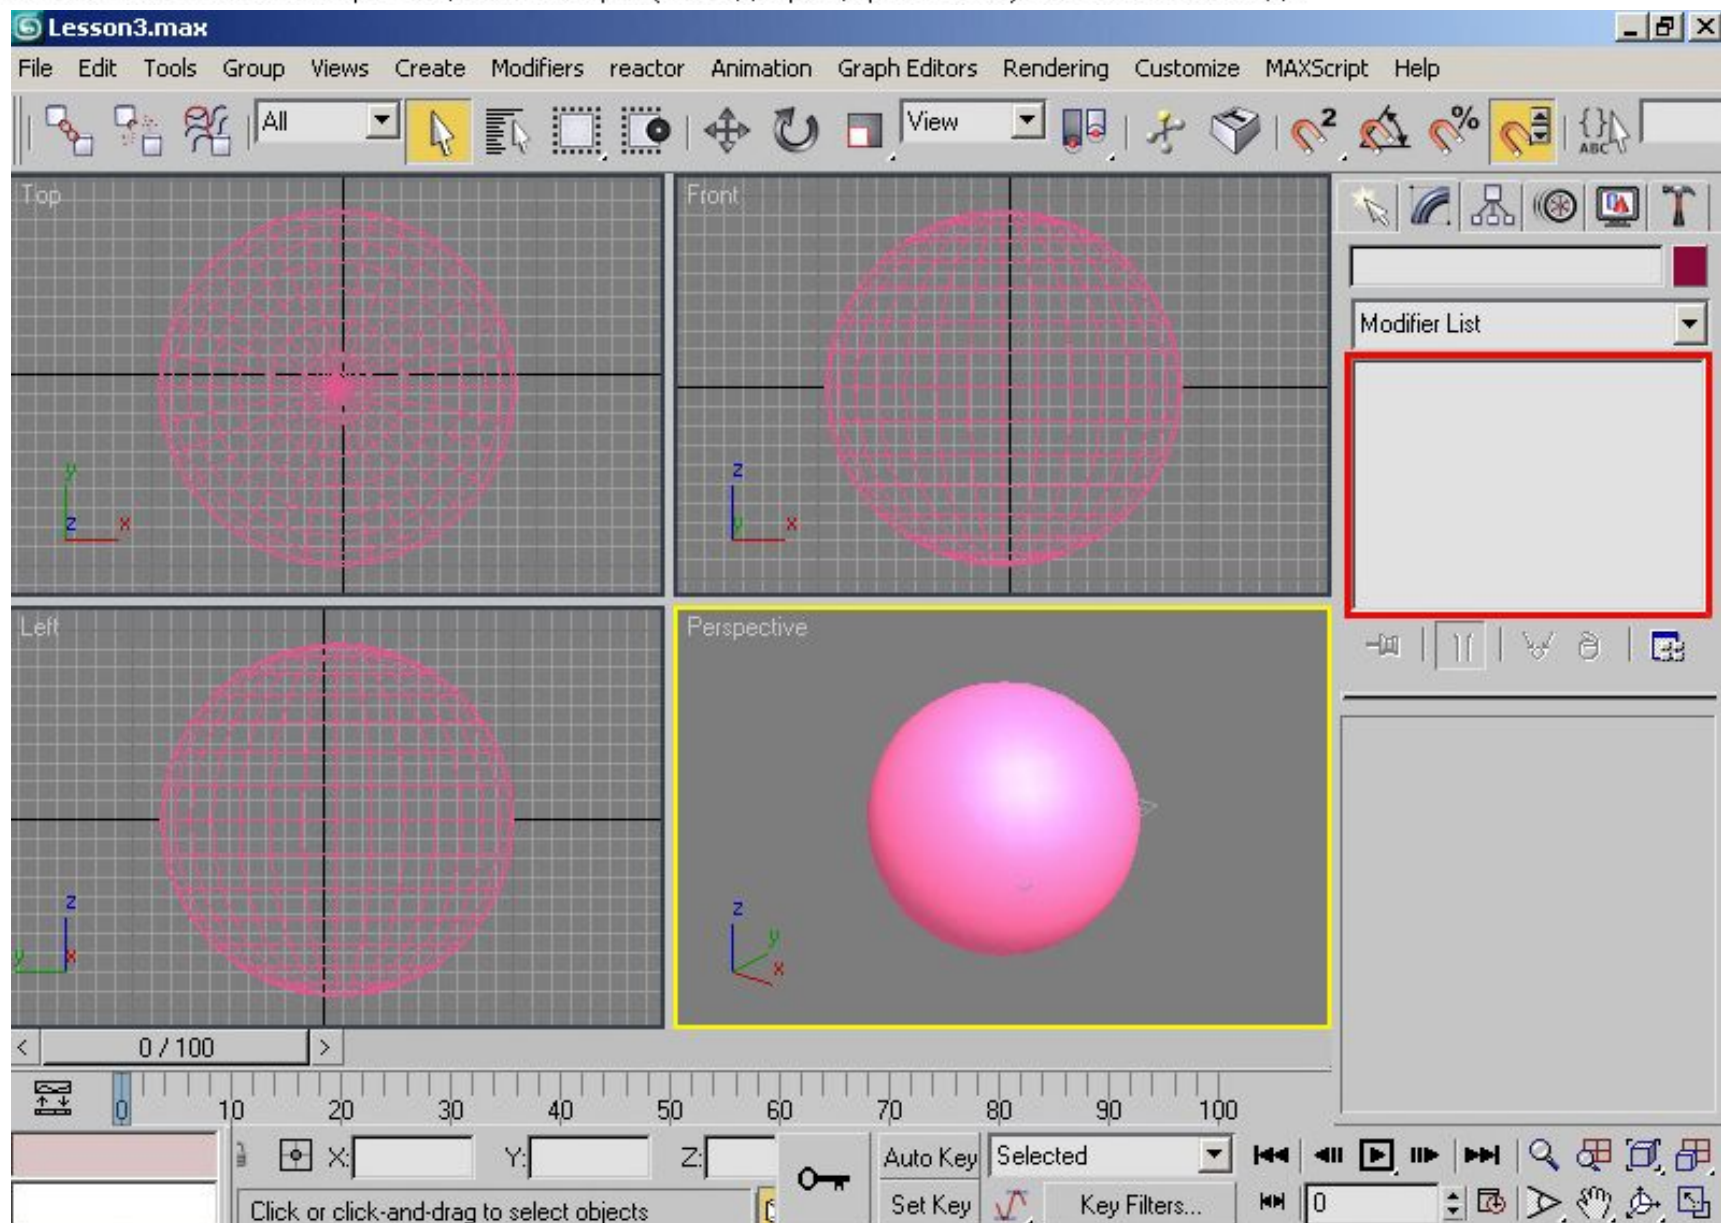 Lesson3.max
File Edit Tools Group Views Create Modifiers reactor Animation Graph Editors Rendering Customize MAXScript Help
All
View
2
%
{}
ABC
Top
Front
Modifier List
y
z x
z
y x
Left
Perspective
z
y x
z
y
x
< 0 / 100 >
0 10 20 30 40 50 60 70 80 90 100
X: Y: Z: Auto Key Selected
Click or click-and-drag to select objects Set Key Key Filters... 0